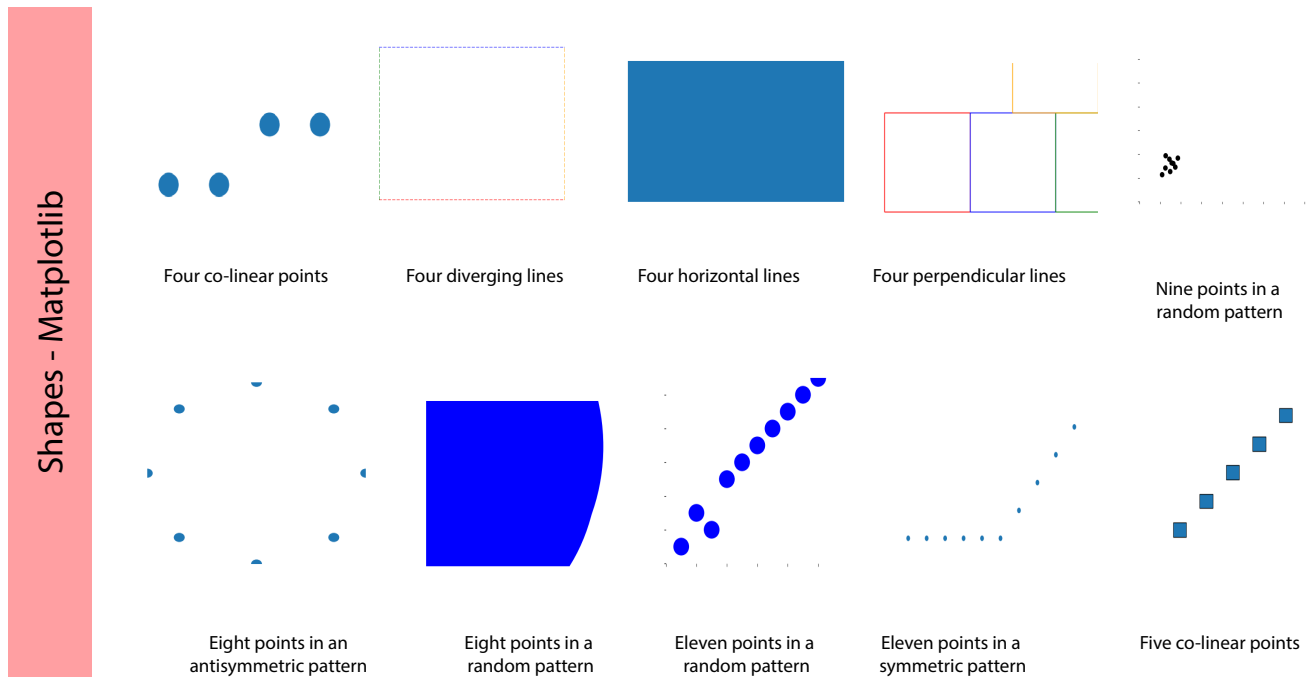 Shapes - Matplotlib
Four co-linear points
Four diverging lines
Four horizontal lines
Four perpendicular lines
Nine points in a
random pattern
Eight points in an
antisymmetric pattern
Eight points in a
random pattern
Eleven points in a
random pattern
Eleven points in a
symmetric pattern
Five co-linear points